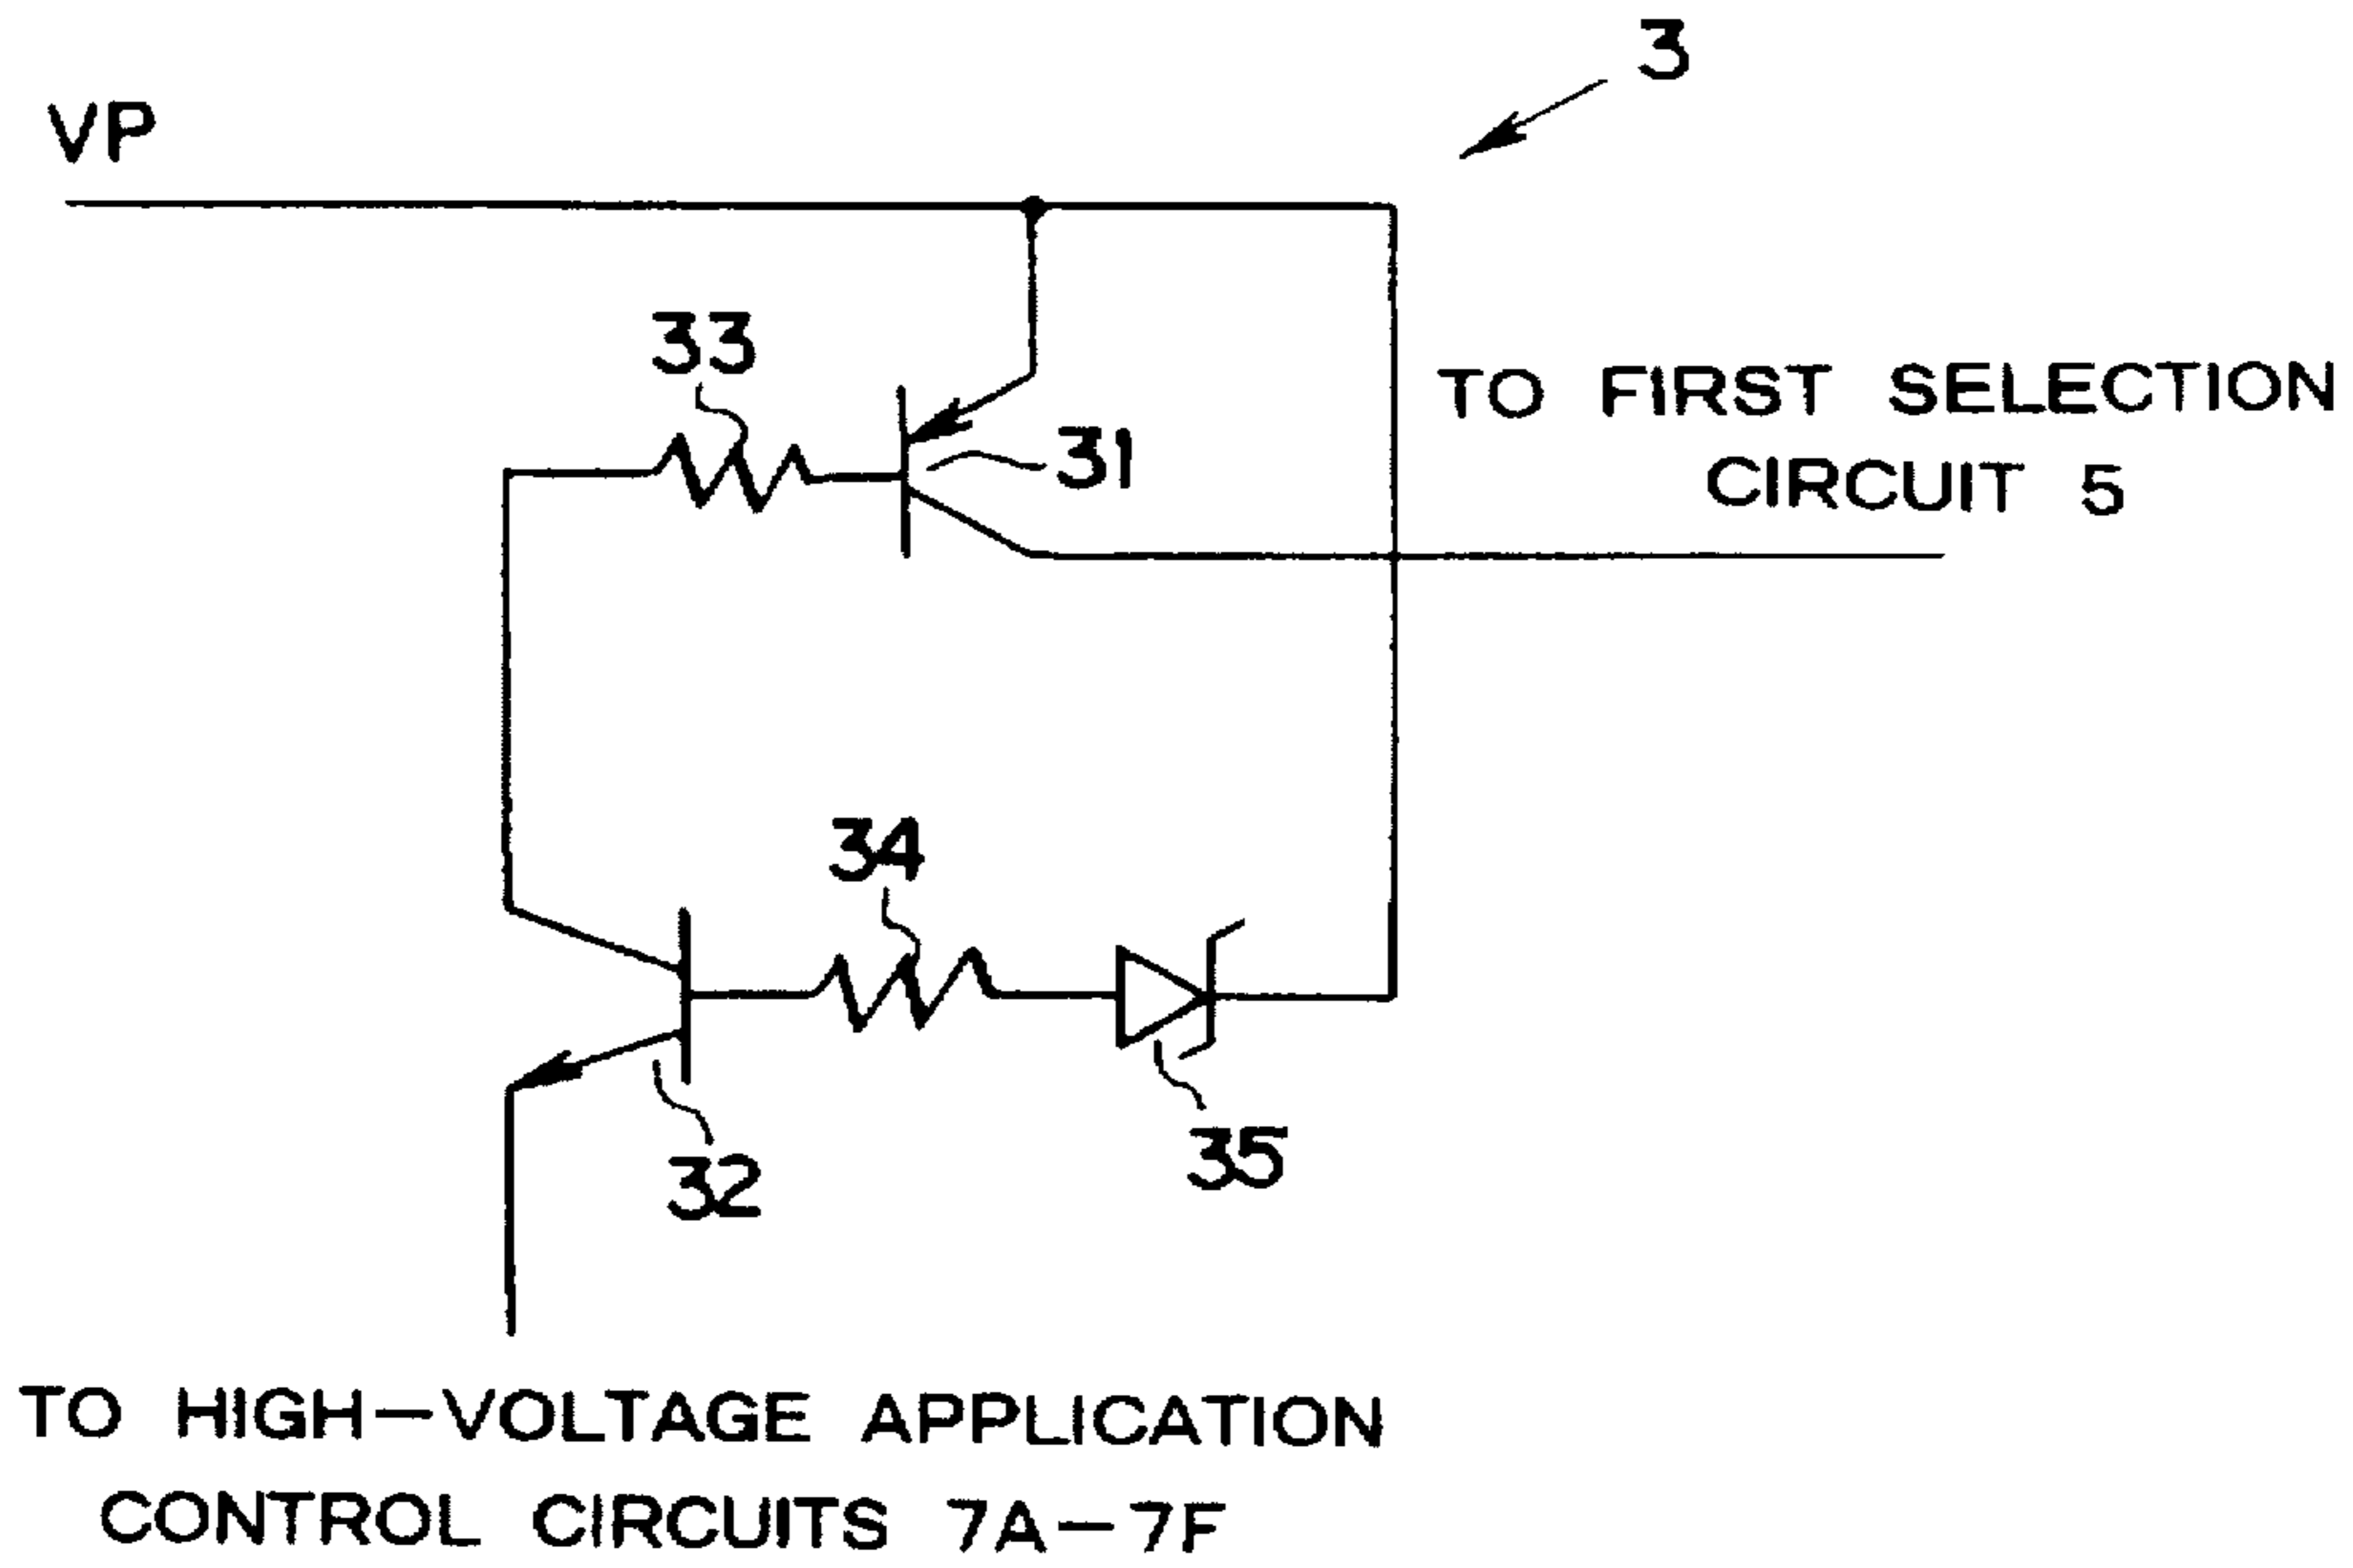 3
VP
33
31
TO FIRST SELECTION
CIRCUIT 5
34
32
35
TO HIGH—VOLTAGE APPLICATION
CONTROL CIRCUITS 7A—7F